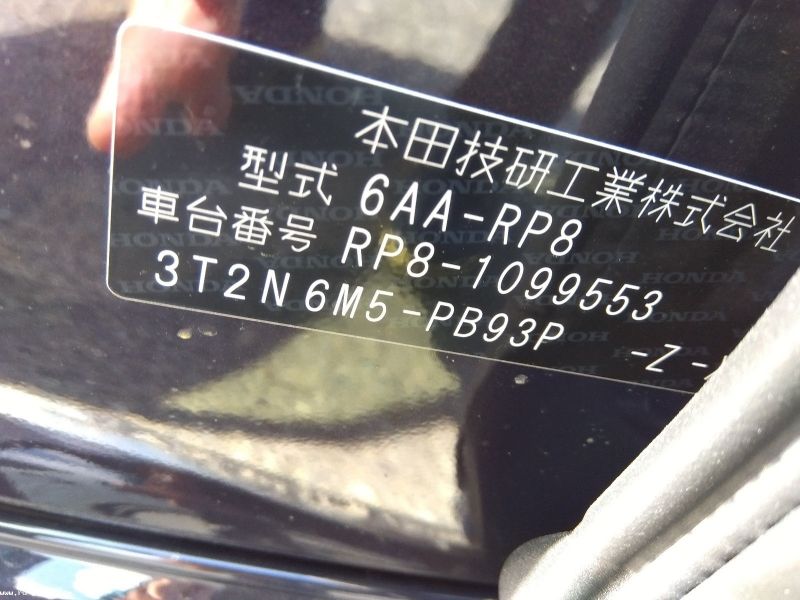 本田技研工業株式会社
型式 6AA-RP8
車台番号 RP8-1099553
3T2N6M5-PB93P -Z-